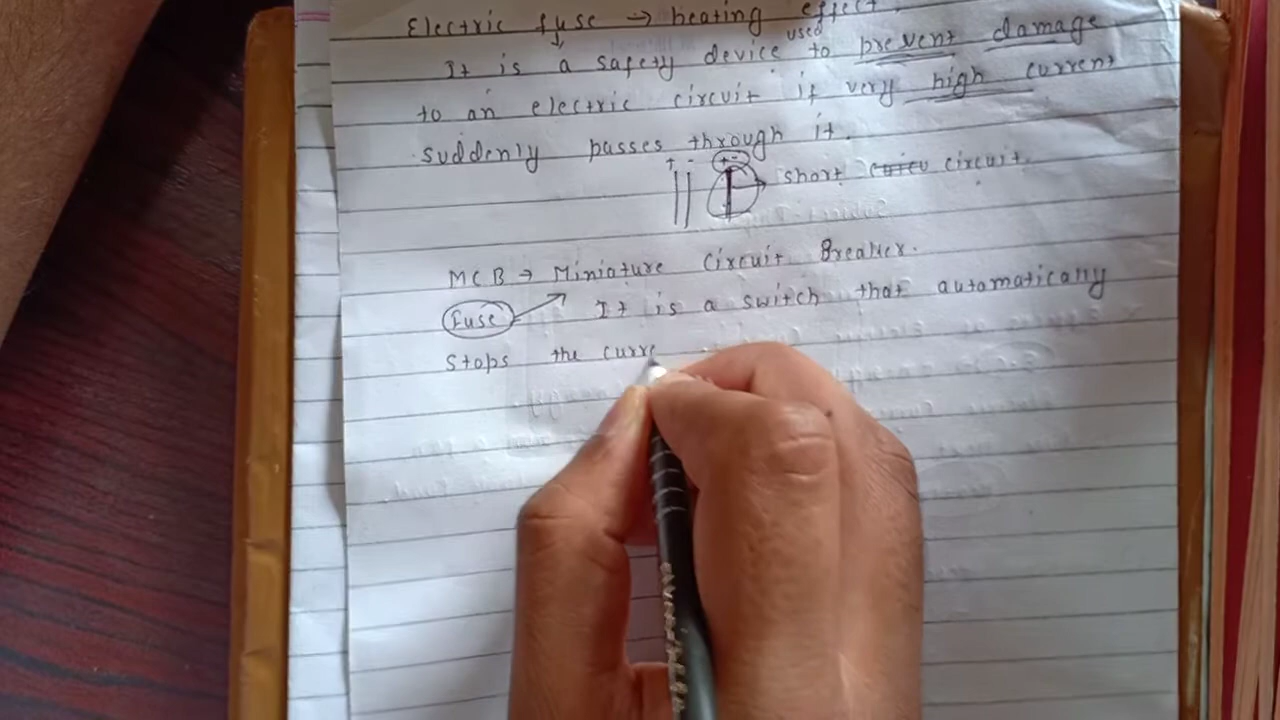 Electric fuse → heating effect.
It is a safety device used to prevent damage
to an electric circuit if very high current
suddenly passes through it.
+ - + -
short circuit.
MCB → Miniature Circuit Breaker.
Fuse It is a switch that automatically
stops the curre